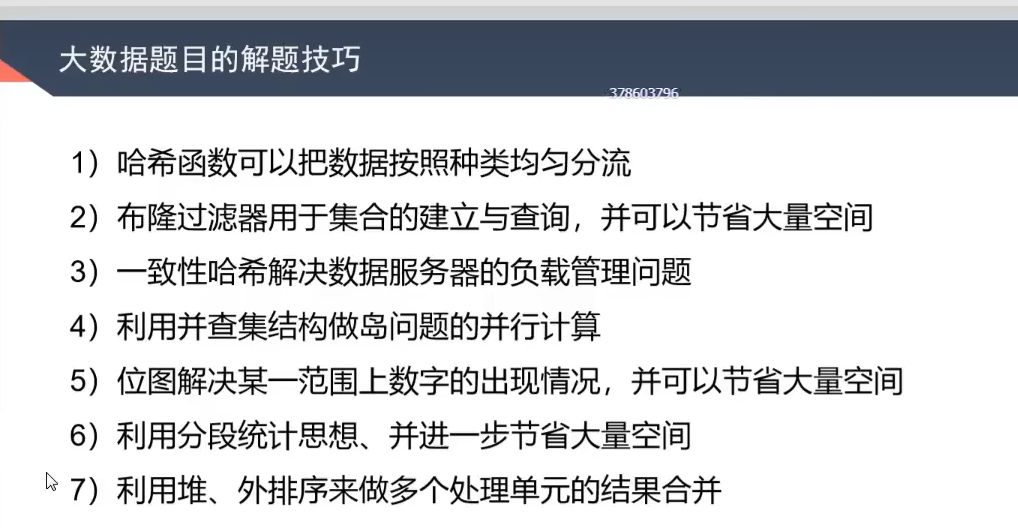 大数据题目的解题技巧
378603796
1）哈希函数可以把数据按照种类均匀分流
2）布隆过滤器用于集合的建立与查询，并可以节省大量空间
3）一致性哈希解决数据服务器的负载管理问题
4）利用并查集结构做岛问题的并行计算
5）位图解决某一范围上数字的出现情况，并可以节省大量空间
6）利用分段统计思想、并进一步节省大量空间
7）利用堆、外排序来做多个处理单元的结果合并